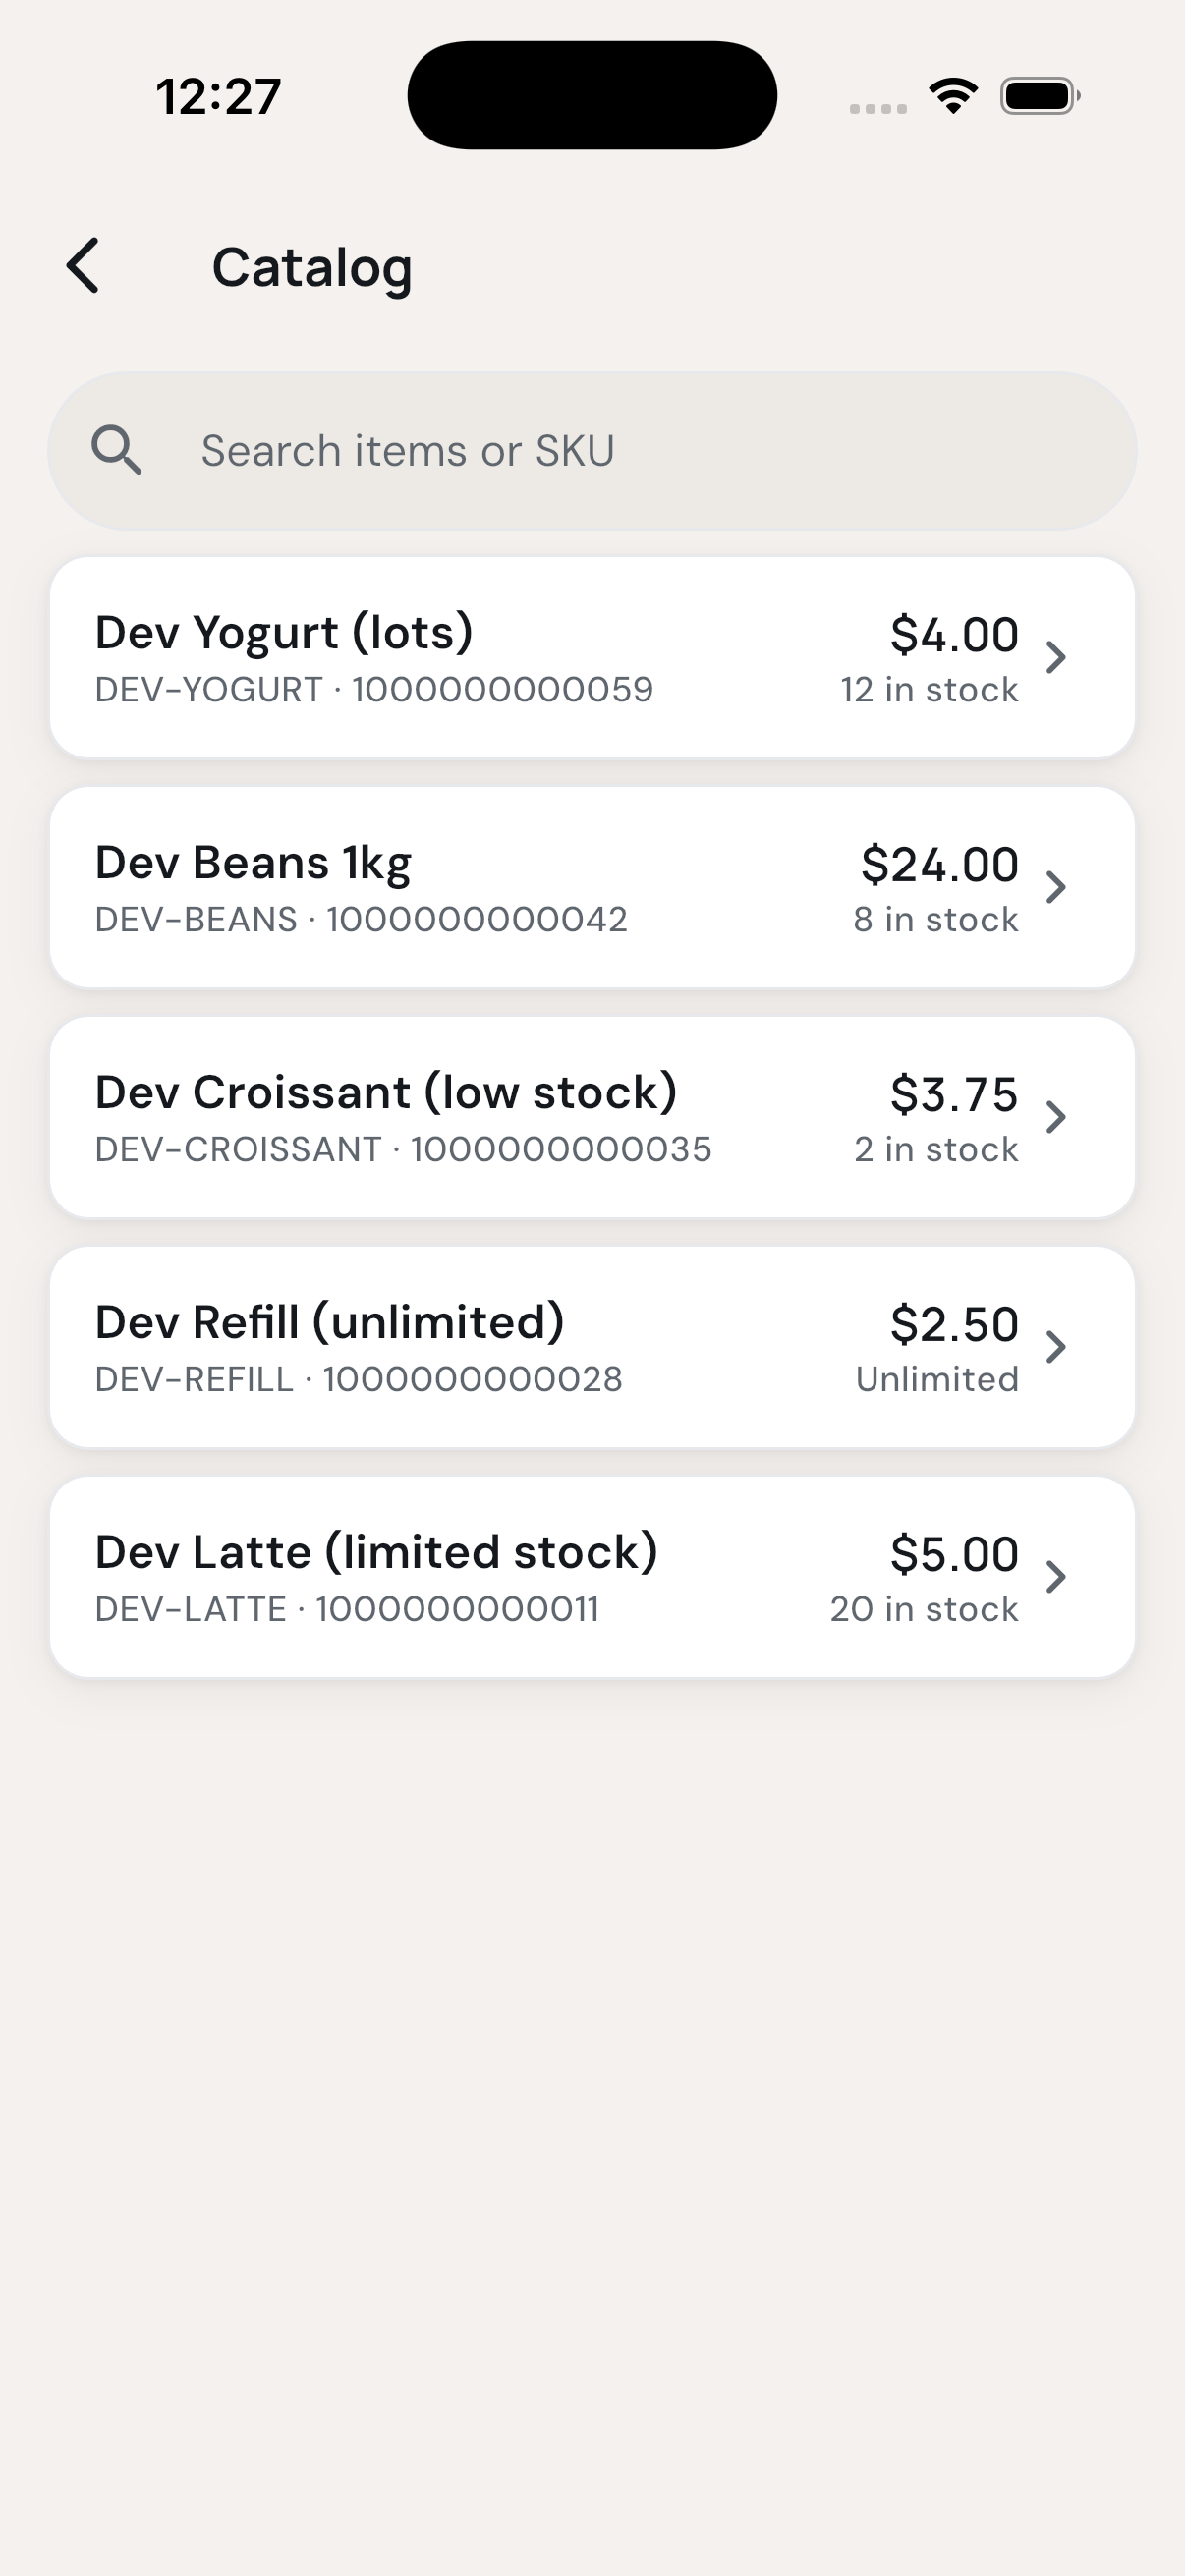 12:27
Catalog
Search items or SKU
Dev Yogurt (lots)
$4.00
DEV-YOGURT · 1000000000059
12 in stock
Dev Beans 1kg
$24.00
DEV-BEANS · 1000000000042
8 in stock
Dev Croissant (low stock)
$3.75
DEV-CROISSANT · 1000000000035
2 in stock
Dev Refill (unlimited)
$2.50
DEV-REFILL · 1000000000028
Unlimited
Dev Latte (limited stock)
$5.00
DEV-LATTE · 1000000000011
20 in stock